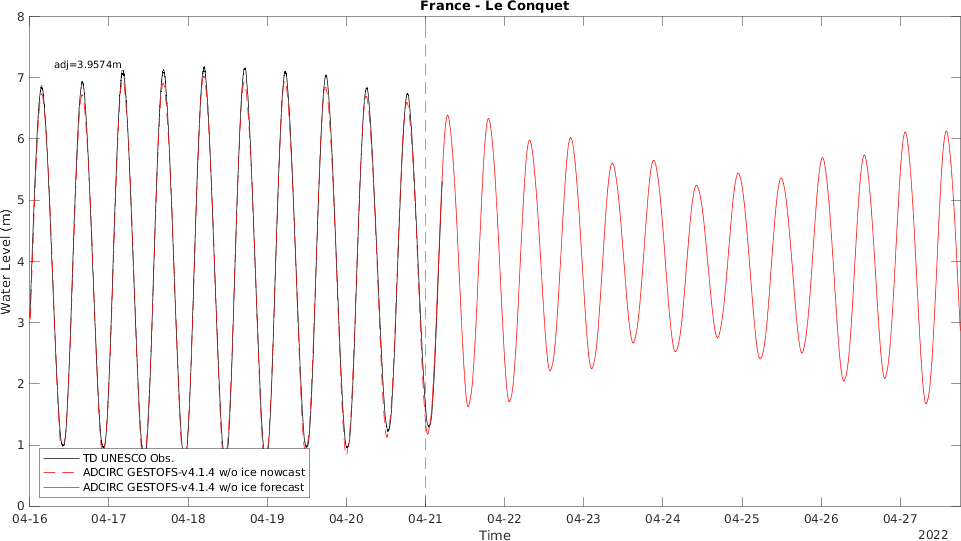 France - Le Conquet
8
adj=3.9574m
7
6
5
4
3
2
1
0
Water Level (m)
TD UNESCO Obs.
ADCIRC GESTOFS-v4.1.4 w/o ice nowcast
ADCIRC GESTOFS-v4.1.4 w/o ice forecast
04-16 04-17 04-18 04-19 04-20 04-21 04-22 04-23 04-24 04-25 04-26 04-27
Time
2022